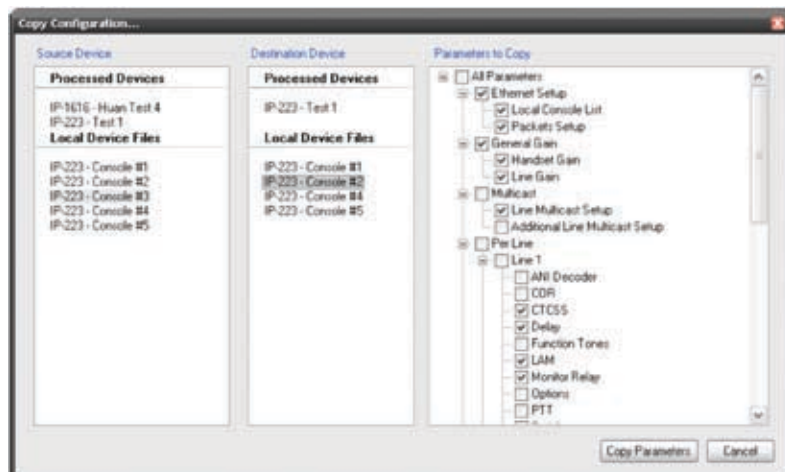 Copy Configuration...
Source Device
Processed Devices
IP-1616 - Huan Test 4
IP-223 - Test 1
Local Device Files
IP-223 - Console #1
IP-223 - Console #2
IP-223 - Console #3
IP-223 - Console #4
IP-223 - Console #5
Destination Device
Processed Devices
IP-223 - Test 1
Local Device Files
IP-223 - Console #1
IP-223 - Console #2
IP-223 - Console #4
IP-223 - Console #5
Parameters to Copy
All Parameters
Ethernet Setup
Local Console List
Packets Setup
General Gain
Handset Gain
Line Gain
Multicast
Line Multicast Setup
Additional Line Multicast Setup
Per Line
Line 1
ANI Decoder
COR
CTCSS
Delay
Function Tones
LAM
Monitor Relay
Options
PTT
Copy Parameters
Cancel